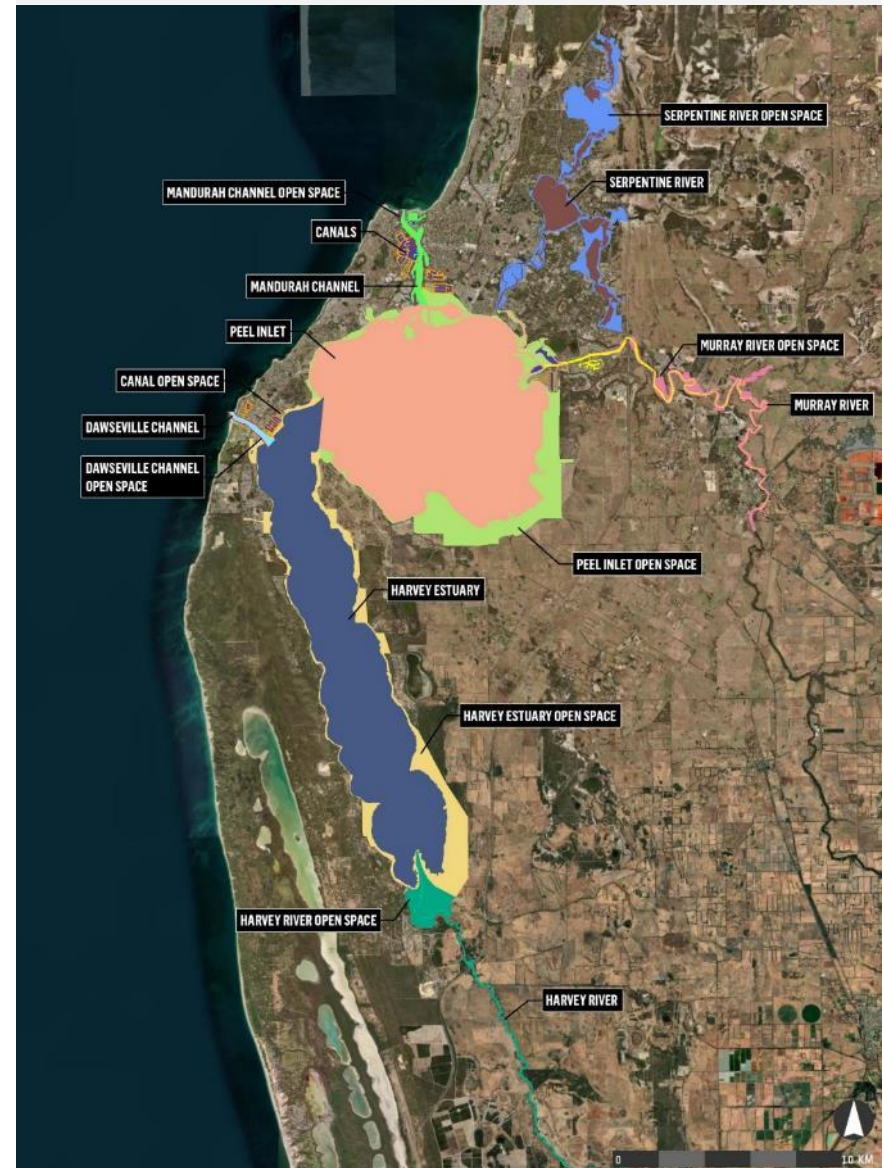 SERPENTINE RIVER OPEN SPACE
SERPENTINE RIVER
MANDURAH CHANNEL OPEN SPACE
CANALS
MANDURAH CHANNEL
PEEL INLET
MURRAY RIVER OPEN SPACE
CANAL OPEN SPACE
MURRAY RIVER
DAWSEVILLE CHANNEL
DAWSEVILLE CHANNEL
OPEN SPACE
PEEL INLET OPEN SPACE
HARVEY ESTUARY
HARVEY ESTUARY OPEN SPACE
HARVEY RIVER OPEN SPACE
HARVEY RIVER
0
10 KM